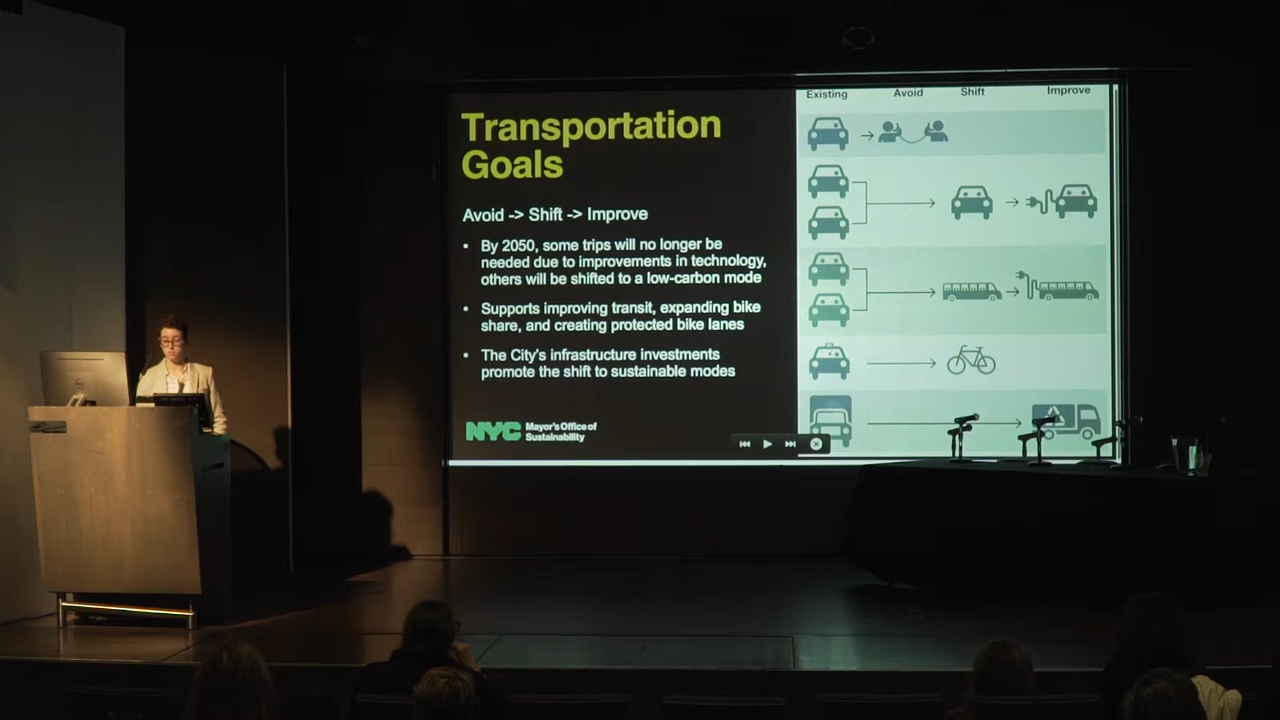 Transportation
Goals
Avoid -> Shift -> Improve
• By 2050, some trips will no longer be
needed due to improvements in technology,
others will be shifted to a low-carbon mode
• Supports improving transit, expanding bike
share, and creating protected bike lanes
• The City's infrastructure investments
promote the shift to sustainable modes
NYC Mayor's Office of
Sustainability
Existing Avoid Shift Improve